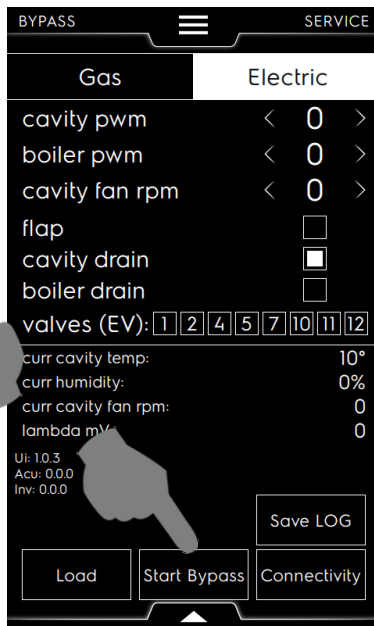 BYPASS SERVICE
Gas Electric
cavity pwm 0
boiler pwm 0
cavity fan rpm 0
flap
cavity drain
boiler drain
valves (EV): 1 2 4 5 7 10 11 12
curr cavity temp: 10°
curr humidity: 0%
curr cavity fan rpm: 0
lambda mV 0
Ui: 1.0.3
Acu: 0.0.0
Inv: 0.0.0
Save LOG
Load Start Bypass Connectivity